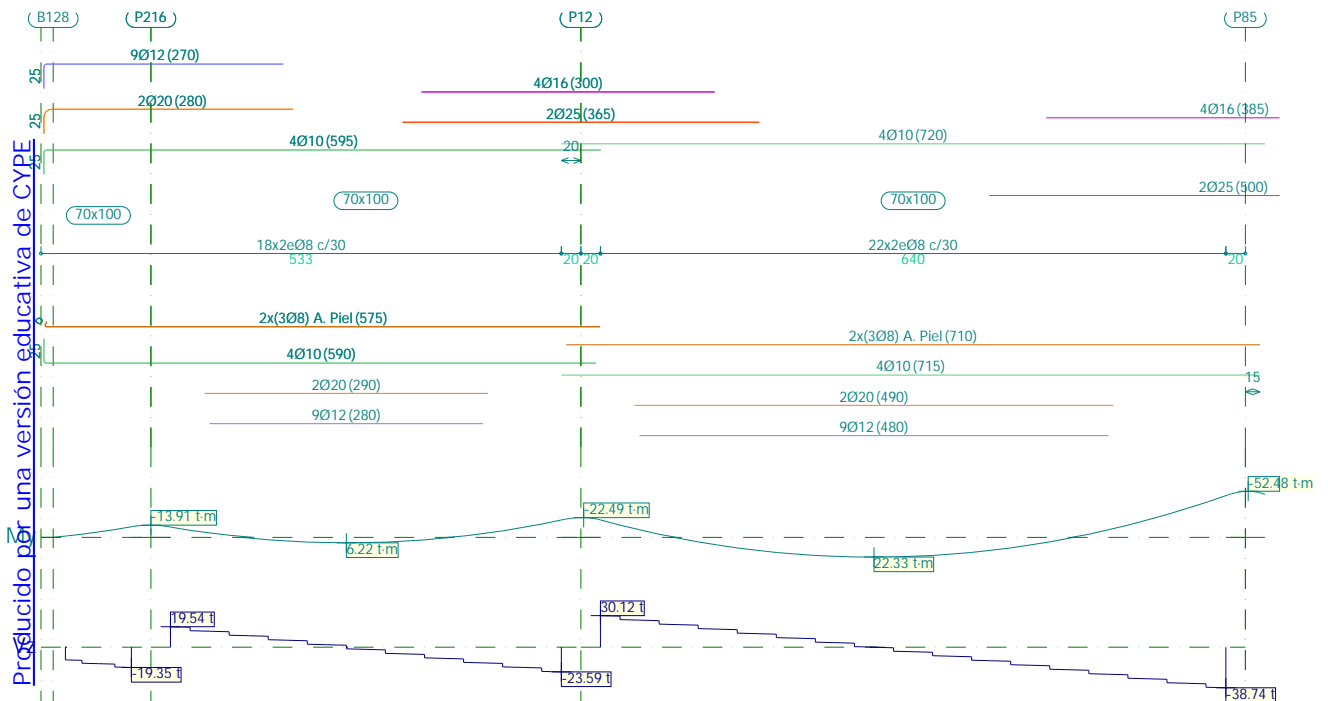 B128
P216
P12
P85
9Ø12 (270)
25
4Ø16 (300)
2Ø20 (280)
25
4Ø16 (385)
2Ø25 (365)
4Ø10 (595)
25
20
4Ø10 (720)
2Ø25 (500)
70x100
70x100
70x100
18x2eØ8 c/30
22x2eØ8 c/30
533
20
20
640
20
2x(3Ø8) A. Piel (575)
2x(3Ø8) A. Piel (710)
4Ø10 (590)
25
4Ø10 (715)
15
2Ø20 (290)
2Ø20 (490)
9Ø12 (280)
9Ø12 (480)
-52.48 t·m
-22.49 t·m
-13.91 t·m
6.22 t·m
22.33 t·m
30.12 t
19.54 t
-19.35 t
-23.59 t
-38.74 t
Producido por una versión educativa de CYPE